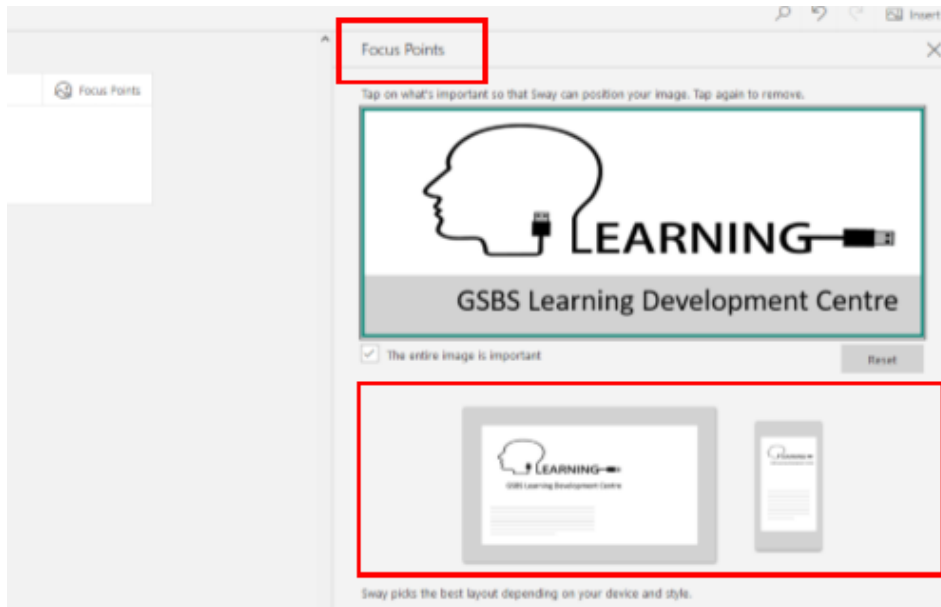 Insert
Focus Points
Focus Points
Tap on what's important so that Sway can position your image. Tap again to remove.
LEARNING
GSBS Learning Development Centre
The entire image is important
Reset
LEARNING
GSBS Learning Development Centre
LEARNING
Sway picks the best layout depending on your device and style.